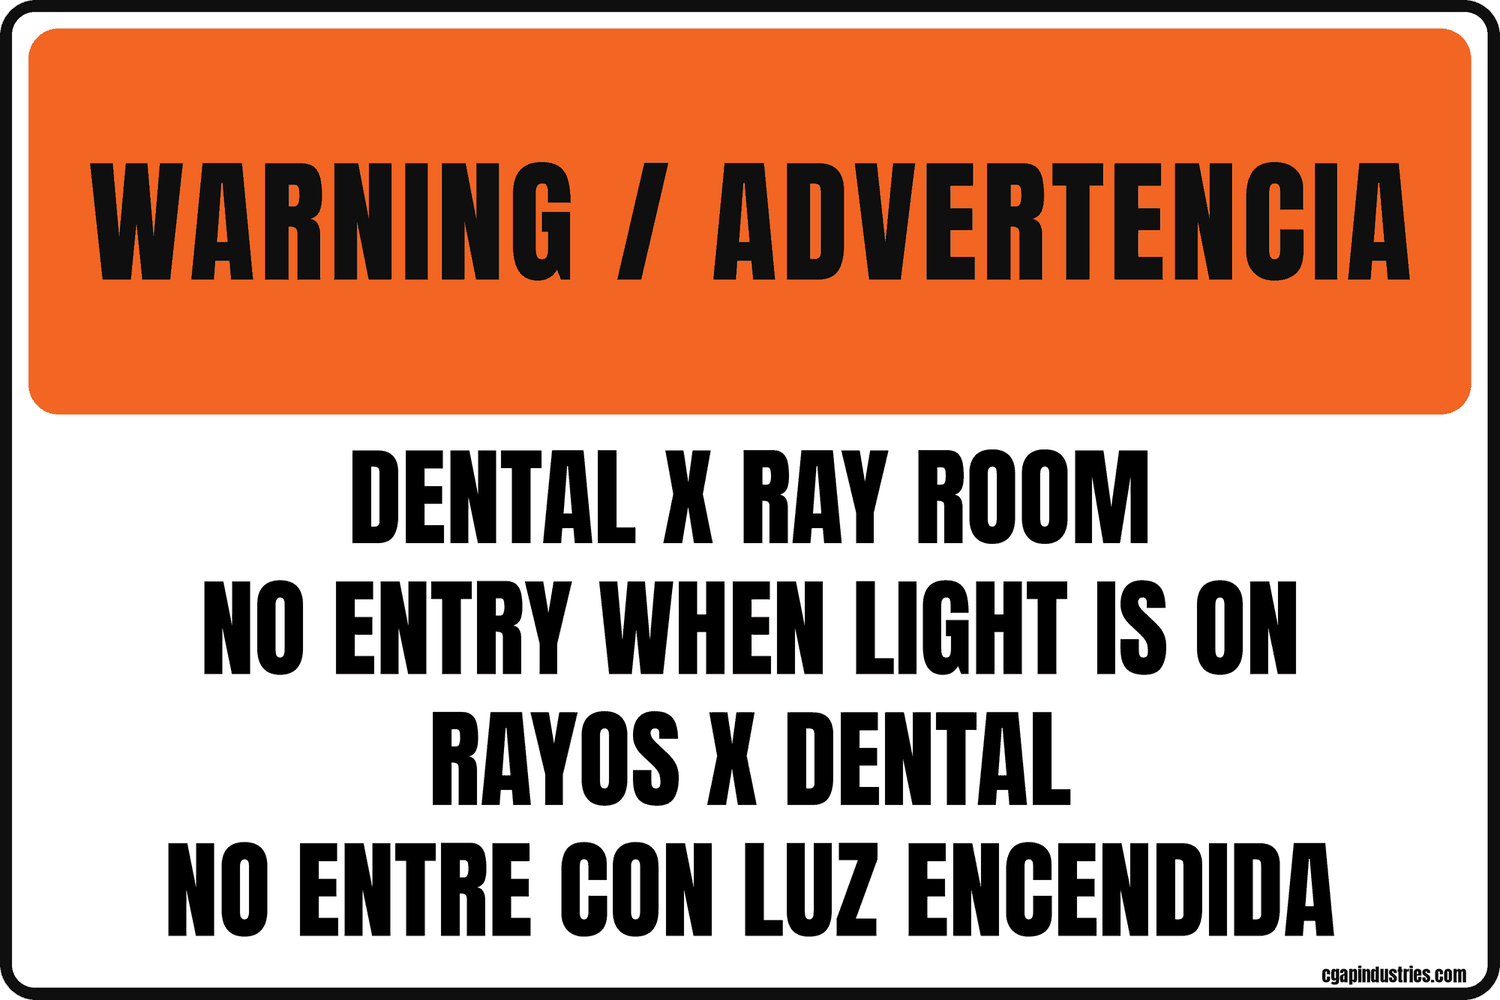 WARNING / ADVERTENCIA
DENTAL X RAY ROOM
NO ENTRY WHEN LIGHT IS ON
RAYOS X DENTAL
NO ENTRE CON LUZ ENCENDIDA
cgapindustries.com